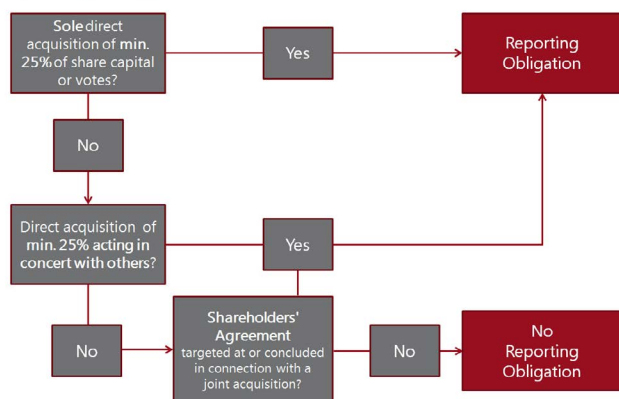 Sole direct
acquisition of min.
25% of share capital
or votes?
Yes
Reporting
Obligation
No
Direct acquisition of
min. 25% acting in
concert with others?
Yes
No
Shareholders'
Agreement
targeted at or concluded
in connection with a
joint acquisition?
No
No
Reporting
Obligation